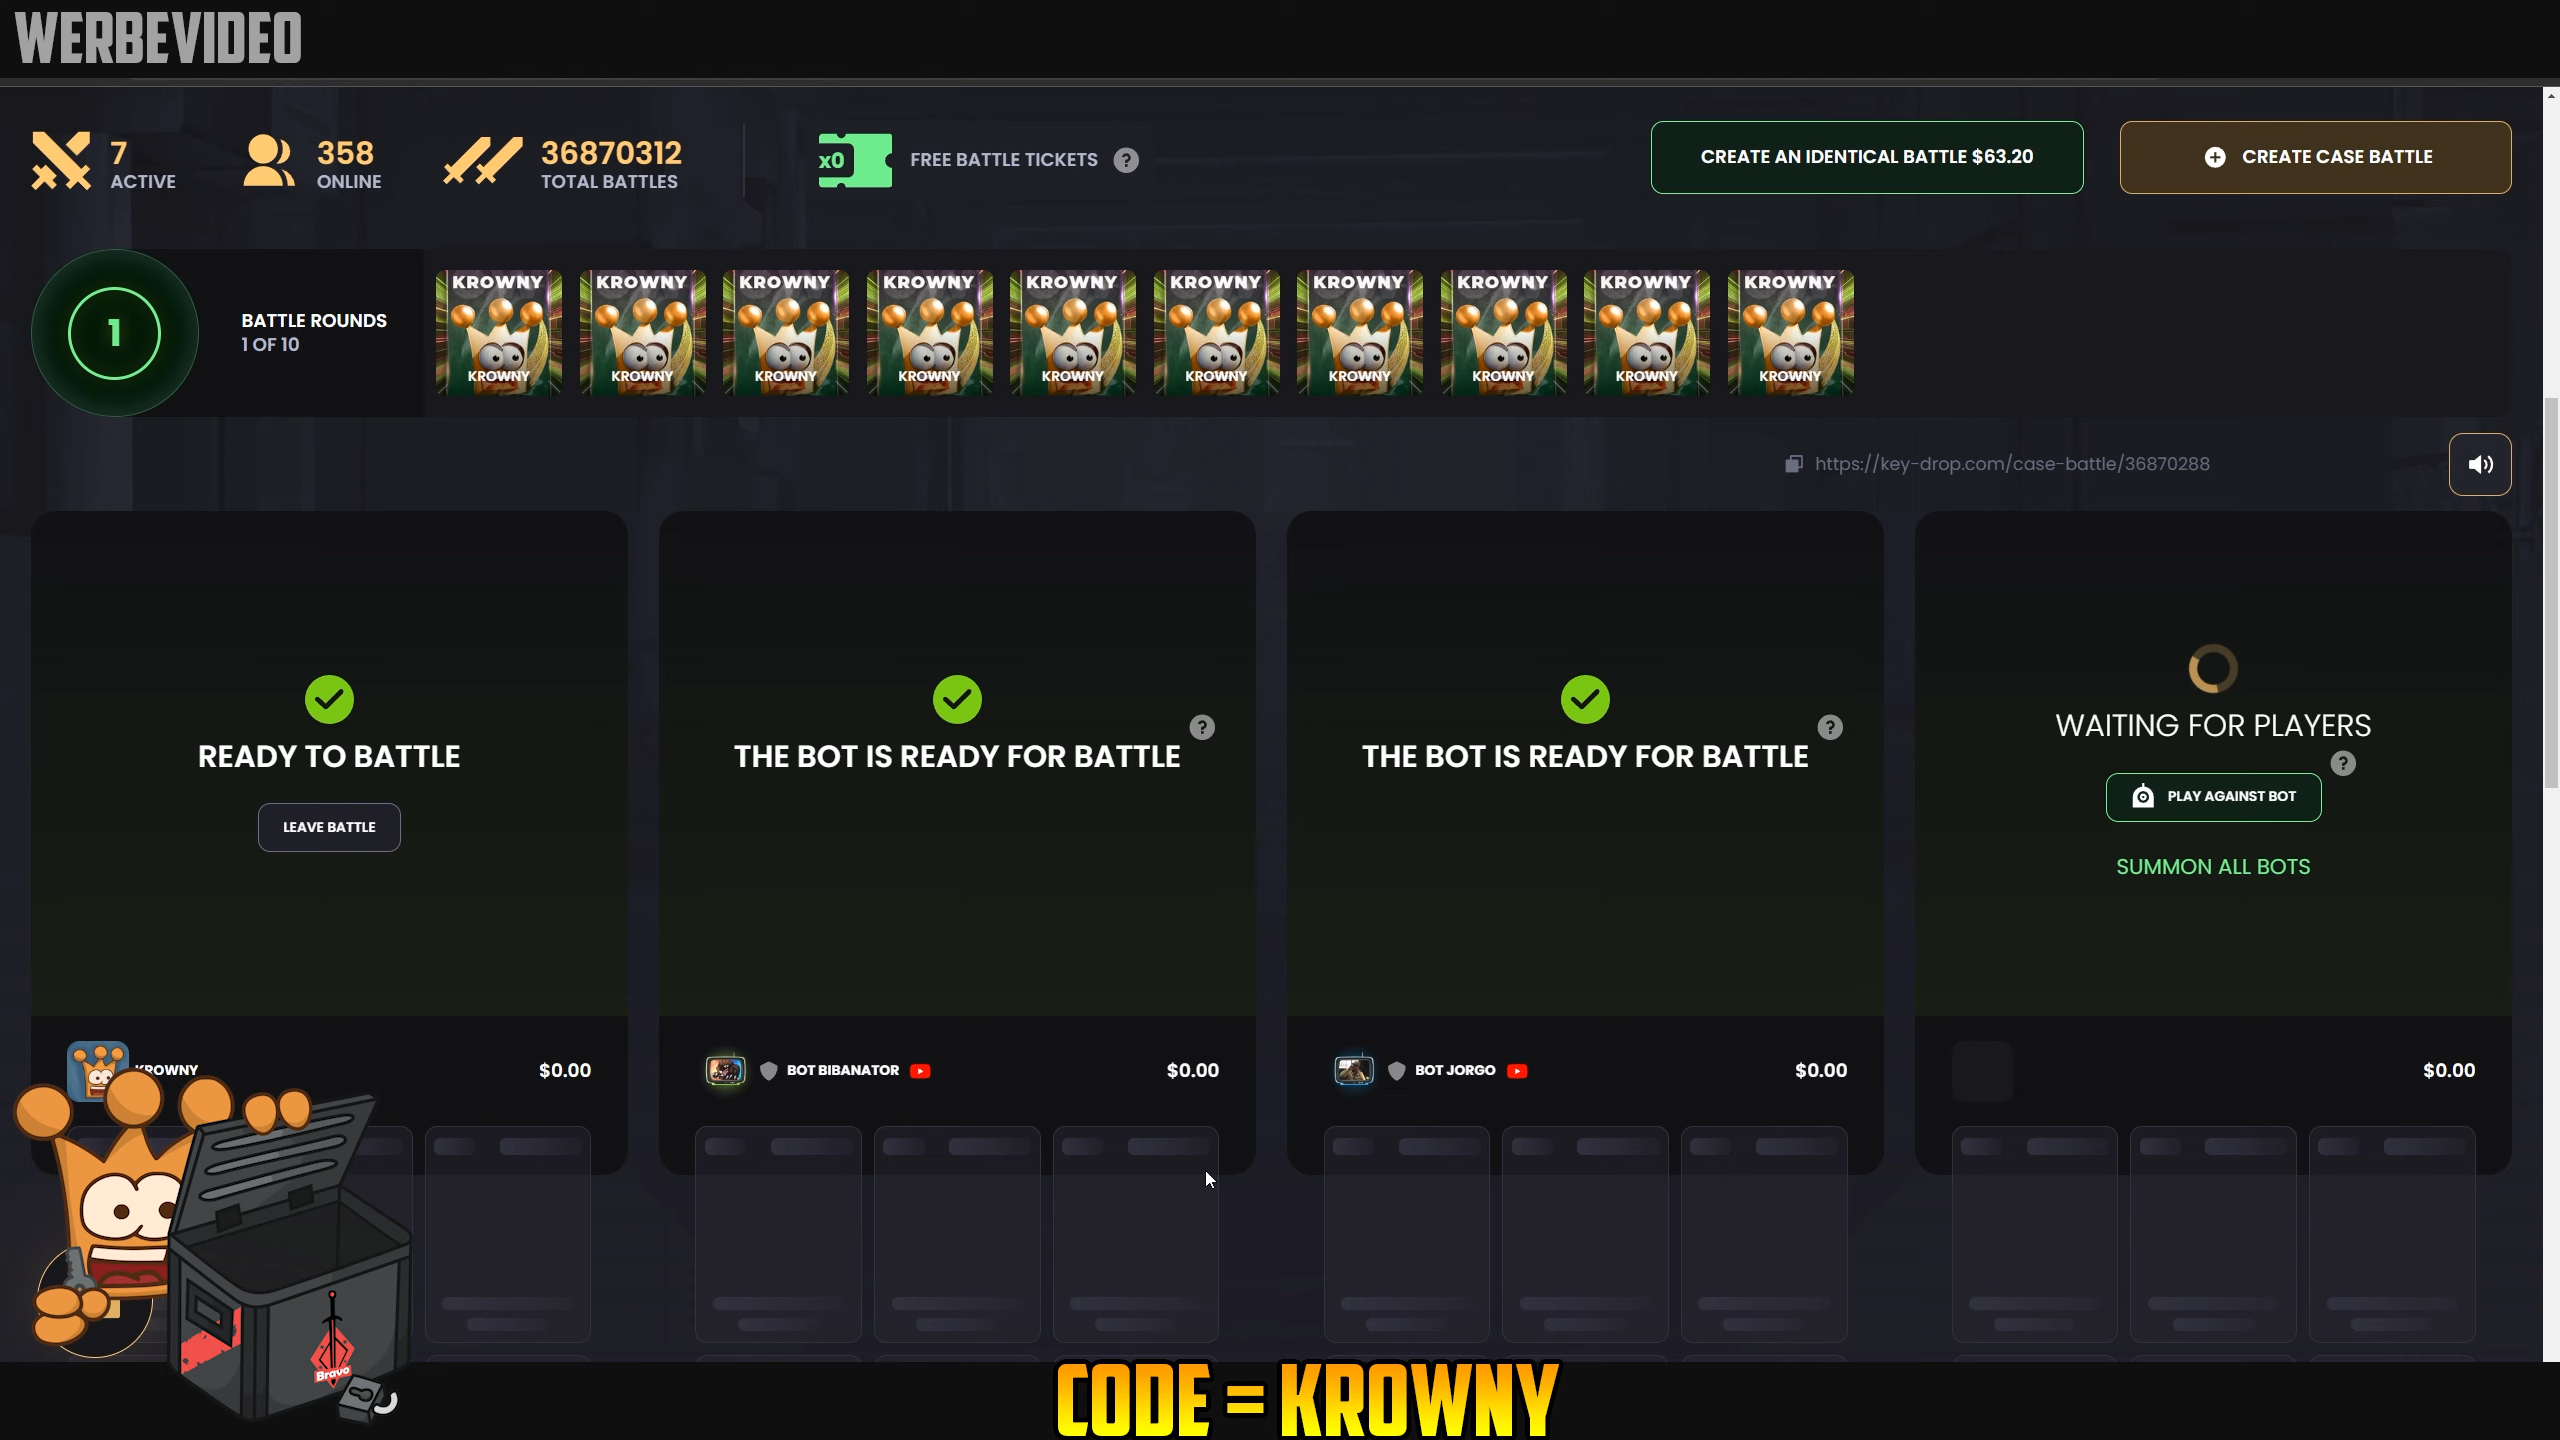 WERBEVIDEO
7
ACTIVE
358
ONLINE
36870312
TOTAL BATTLES
x0
FREE BATTLE TICKETS ?
CREATE AN IDENTICAL BATTLE $63.20
CREATE CASE BATTLE
1
BATTLE ROUNDS
1 OF 10
KROWNY KROWNY KROWNY KROWNY KROWNY KROWNY KROWNY KROWNY KROWNY KROWNY
KROWNY KROWNY KROWNY KROWNY KROWNY KROWNY KROWNY KROWNY KROWNY KROWNY
https://key-drop.com/case-battle/36870288
READY TO BATTLE
LEAVE BATTLE
?
THE BOT IS READY FOR BATTLE
?
THE BOT IS READY FOR BATTLE
WAITING FOR PLAYERS
?
PLAY AGAINST BOT
SUMMON ALL BOTS
KROWNY $0.00
BOT BIBANATOR $0.00
BOT JORGO $0.00
$0.00
Bravo
CODE = KROWNY